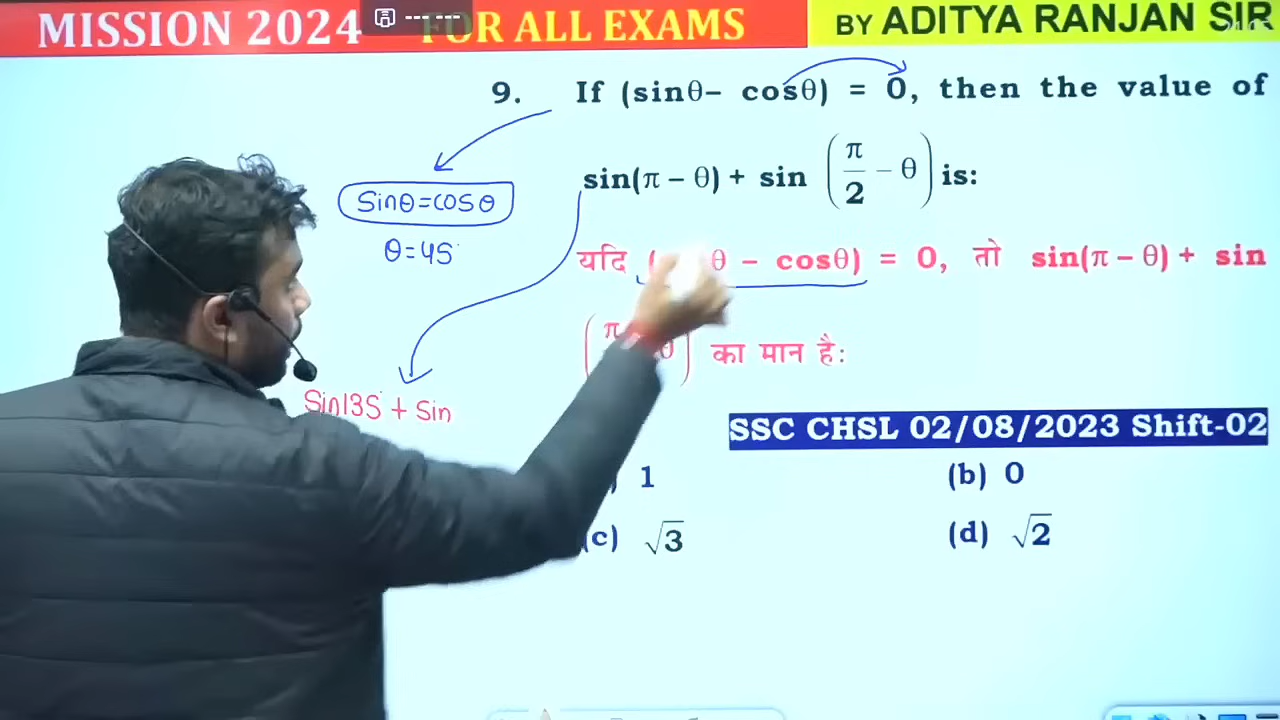 MISSION 2024 FOR ALL EXAMS
BY ADITYA RANJAN SIR
9. If (sinθ– cosθ) = 0, then the value of
sin(π – θ) + sin (π/2 – θ) is:
Sinθ=cosθ
θ=45°
यदि θ – cosθ) = 0, तो sin(π – θ) + sin
π θ) का मान है:
Sin135° + Sin
SSC CHSL 02/08/2023 Shift-02
1 (b) 0
(c) √3 (d) √2